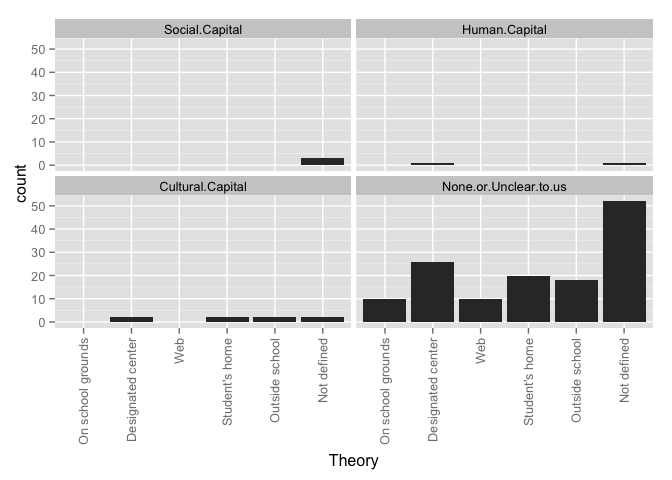 Social.Capital
Human.Capital
50
40
30
20
10
0
count
Cultural.Capital
None.or.Unclear.to.us
50
40
30
20
10
0
On school grounds
Designated center
Web
Student's home
Outside school
Not defined
On school grounds
Designated center
Web
Student's home
Outside school
Not defined
Theory